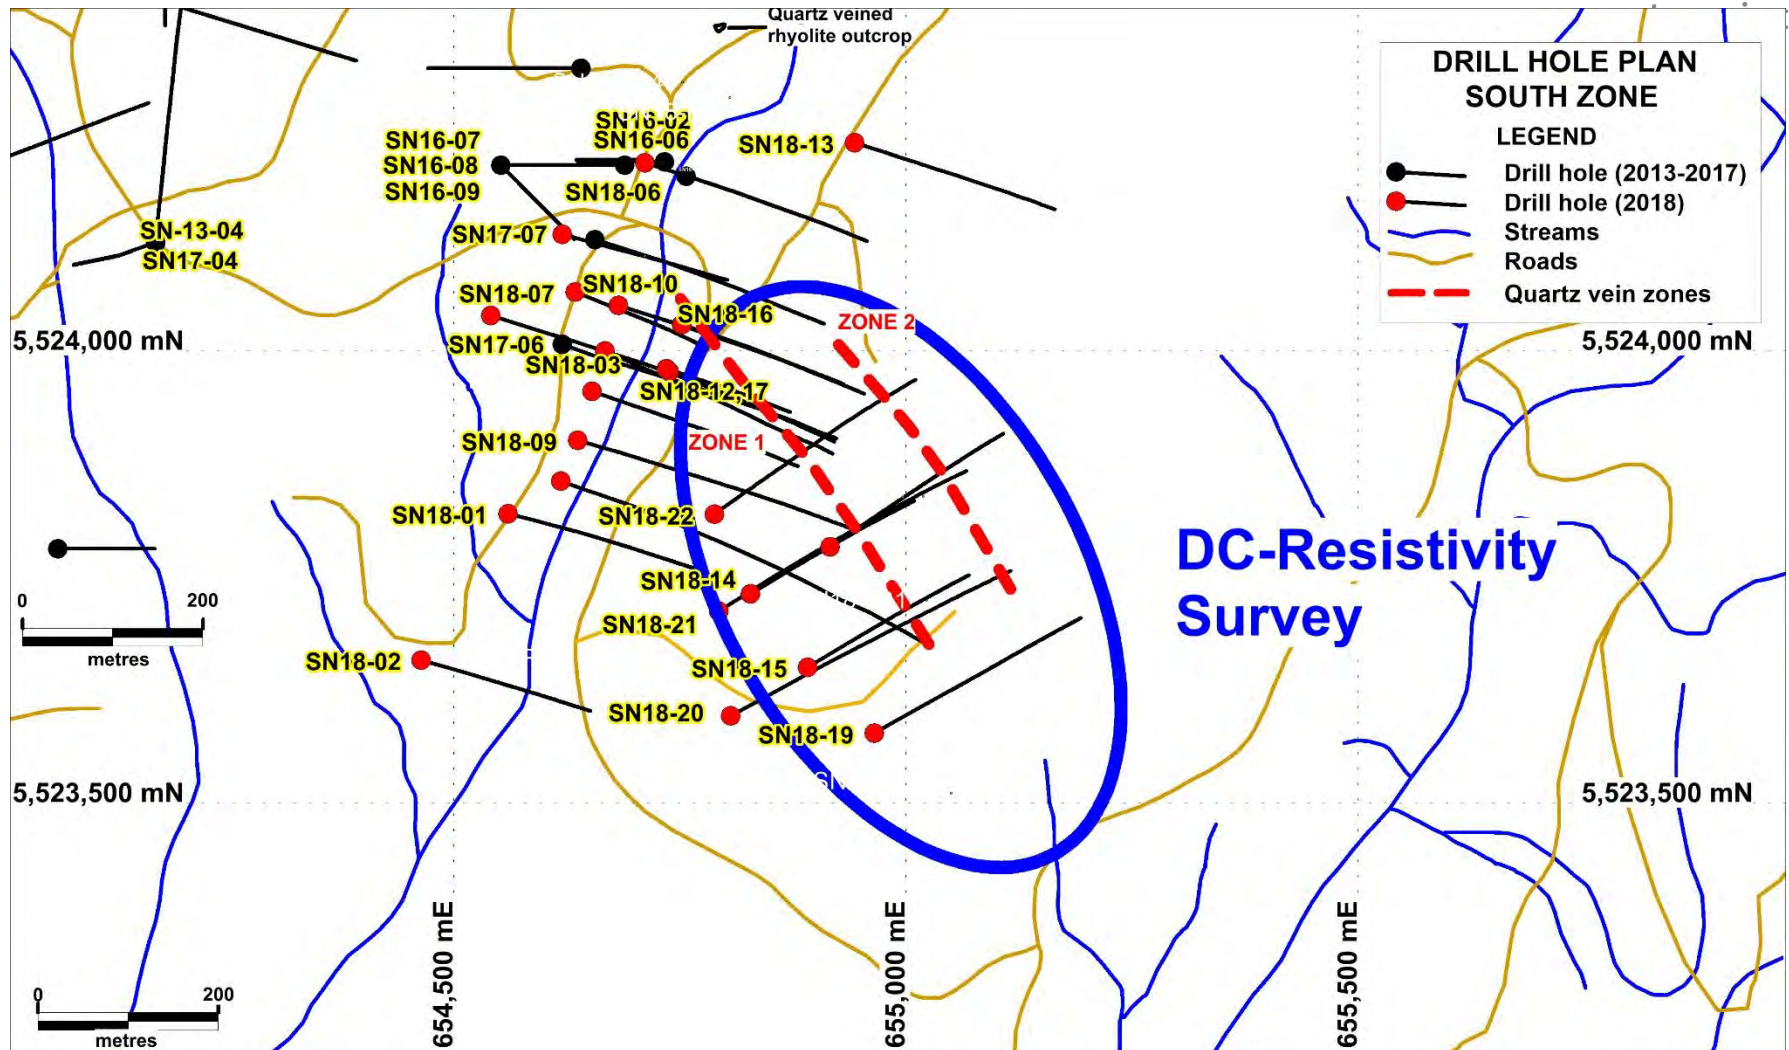 Quartz veined
rhyolite outcrop
DRILL HOLE PLAN
SOUTH ZONE
LEGEND
Drill hole (2013-2017)
Drill hole (2018)
Streams
Roads
Quartz vein zones
SN16-02
SN16-07
SN16-06
SN18-13
SN16-08
SN16-09
SN18-06
SN-13-04
SN17-07
SN17-04
SN18-10
SN18-07
SN18-16
ZONE 2
5,524,000 mN
SN17-06
5,524,000 mN
SN18-03
SN18-12,17
SN18-09
ZONE 1
SN18-01
SN18-22
DC-Resistivity
Survey
SN18-14
0 200
metres
SN18-21
SN18-02
SN18-15
SN18-20
SN18-19
SN
5,523,500 mN
5,523,500 mN
654,500 mE
655,000 mE
655,500 mE
0 200
metres